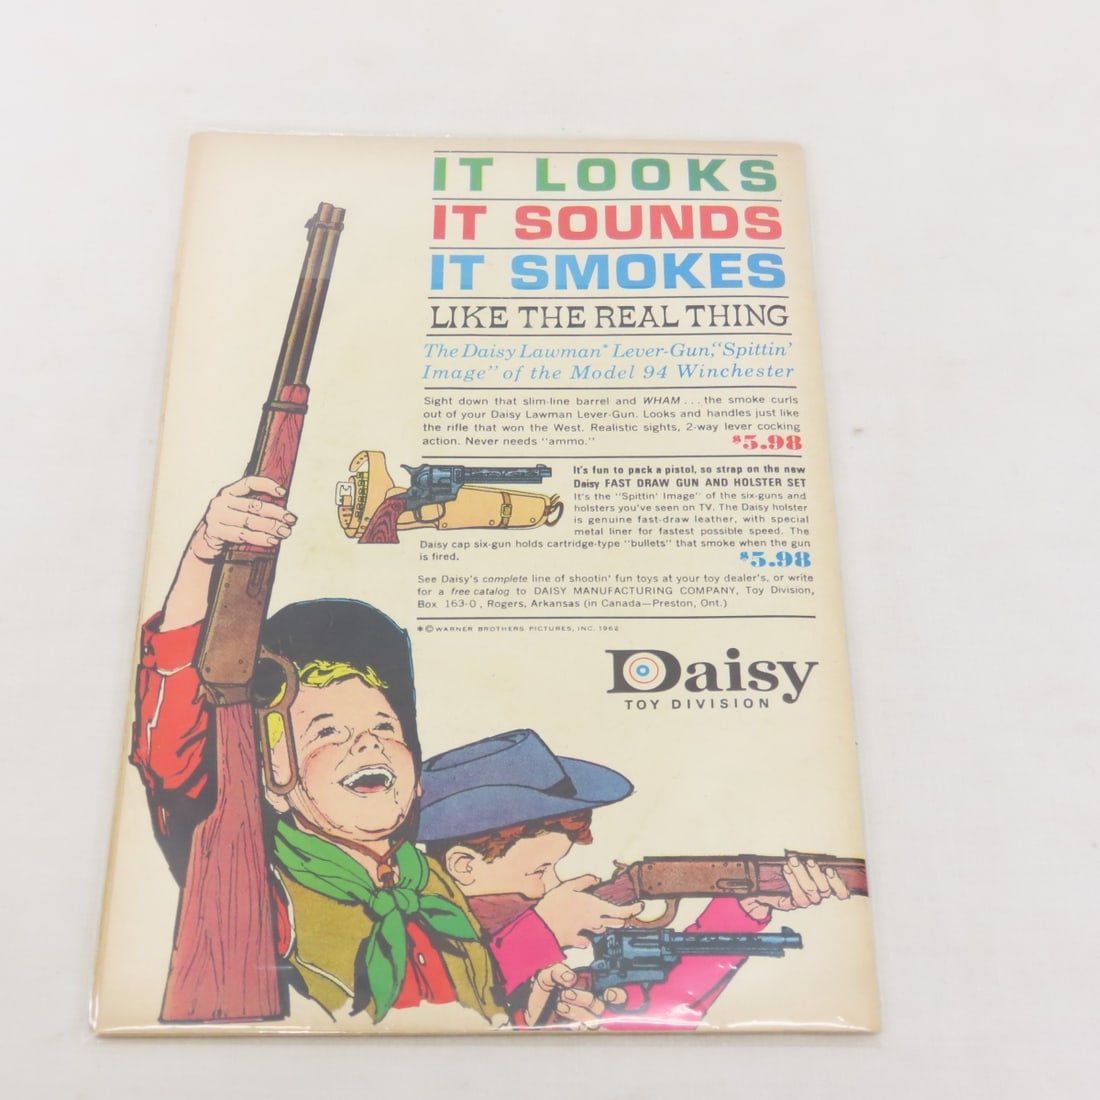 IT LOOKS
IT SOUNDS
IT SMOKES
LIKE THE REAL THING
The Daisy Lawman* Lever-Gun, "Spittin'
Image" of the Model 94 Winchester
Sight down that slim-line barrel and WHAM . . . the smoke curls
out of your Daisy Lawman Lever-Gun. Looks and handles just like
the rifle that won the West. Realistic sights, 2-way lever cocking
action. Never needs "ammo." $5.98
It's fun to pack a pistol, so strap on the new
Daisy FAST DRAW GUN AND HOLSTER SET
It's the "Spittin' Image" of the six-guns and
holsters you've seen on TV. The Daisy holster
is genuine fast-draw leather, with special
metal liner for fastest possible speed. The
Daisy cap six-gun holds cartridge-type "bullets" that smoke when the gun
is fired. $5.98
See Daisy's complete line of shootin' fun toys at your toy dealer's, or write
for a free catalog to DAISY MANUFACTURING COMPANY, Toy Division,
Box 163-O, Rogers, Arkansas (in Canada—Preston, Ont.)
*© WARNER BROTHERS PICTURES, INC. 1962
Daisy
TOY DIVISION